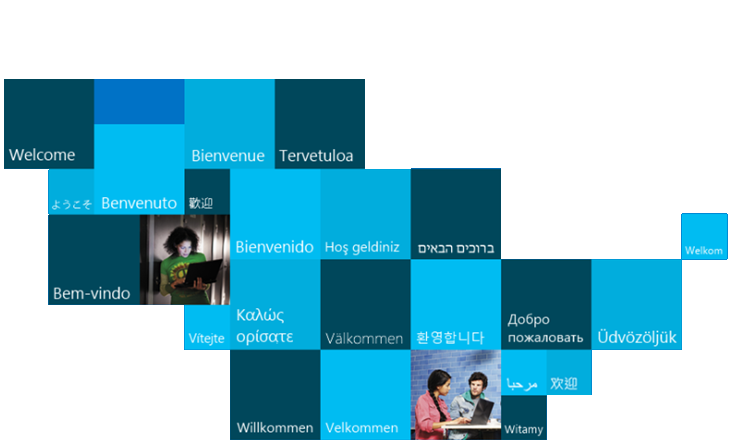 Welcome
Bienvenue
Tervetuloa
ようこそ
Benvenuto
歡迎
Bienvenido
Hoş geldiniz
ברוכים הבאים
Welkom
Bem-vindo
Vítejte
Καλώς
ορίσατε
Välkommen
환영합니다
Добро
пожаловать
Üdvözöljük
مرحبا
欢迎
Willkommen
Velkommen
Witamy